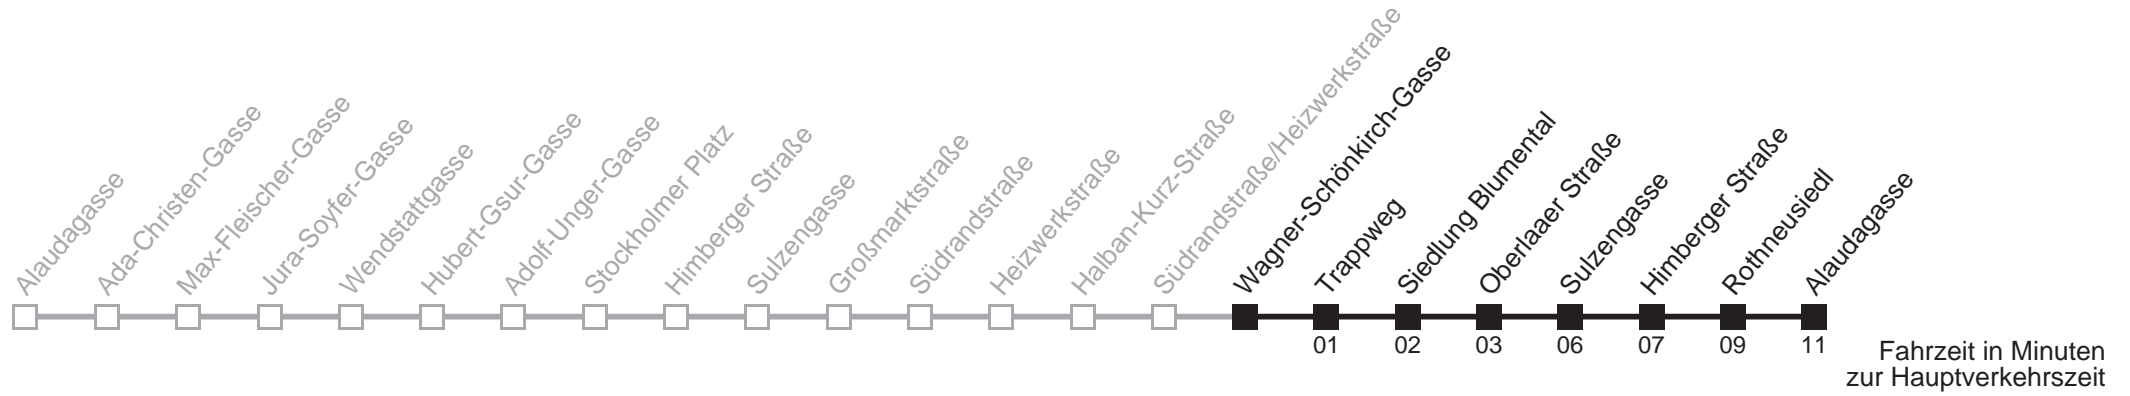 Alaudagasse
Ada-Christen-Gasse
Max-Fleischer-Gasse
Jura-Soyfer-Gasse
Wendstattgasse
Hubert-Gsur-Gasse
Adolf-Unger-Gasse
Stockholmer Platz
Himberger Straße
Sulzengasse
Großmarktstraße
Südrandstraße
Heizwerkstraße
Halban-Kurz-Straße
Südrandstraße/Heizwerkstraße
Wagner-Schönkirch-Gasse
Trappweg
Siedlung Blumental
Oberlaaer Straße
Sulzengasse
Himberger Straße
Rothneusiedl
Alaudagasse
01 02 03 06 07 09 11
Fahrzeit in Minuten
zur Hauptverkehrszeit